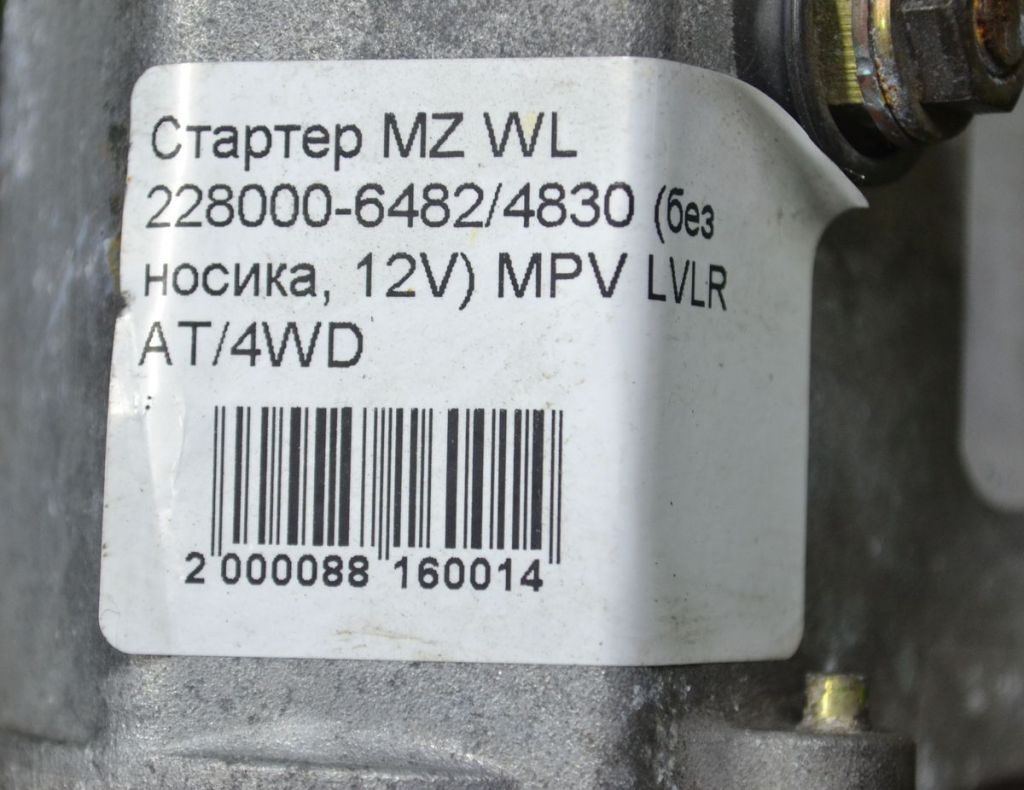 Стартер MZ WL
228000-6482/4830 (без
носика, 12V) MPV LVLR
AT/4WD
2 000088 160014